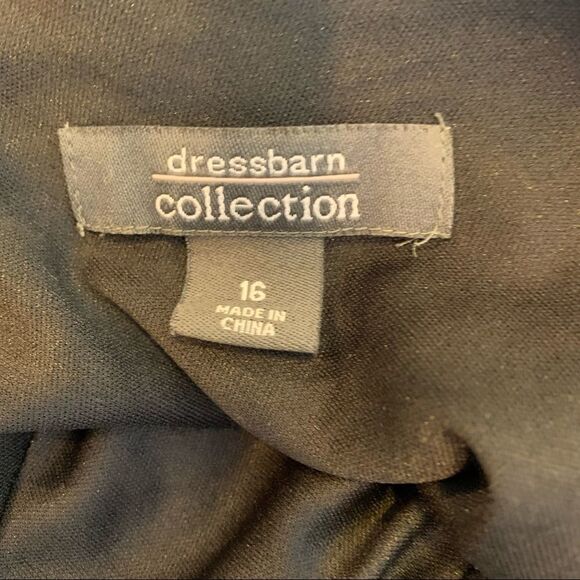 dressbarn
collection
16
MADE IN
CHINA